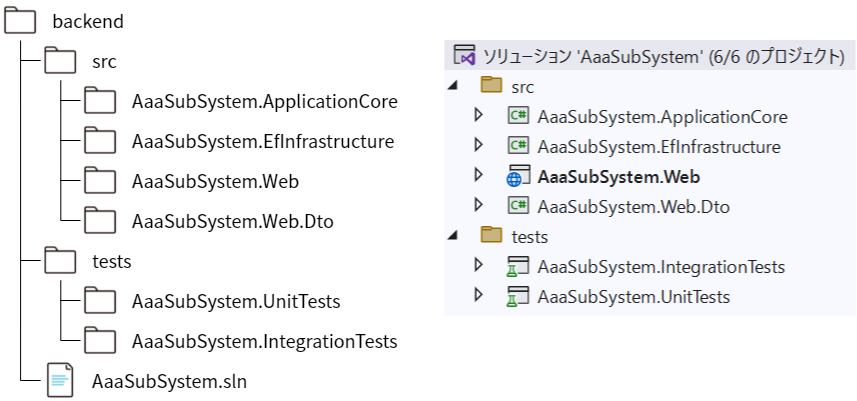 backend
src
AaaSubSystem.ApplicationCore
AaaSubSystem.EfInfrastructure
AaaSubSystem.Web
AaaSubSystem.Web.Dto
tests
AaaSubSystem.UnitTests
AaaSubSystem.IntegrationTests
AaaSubSystem.sln
ソリューション 'AaaSubSystem' (6/6 のプロジェクト)
src
C# AaaSubSystem.ApplicationCore
C# AaaSubSystem.EfInfrastructure
AaaSubSystem.Web
C# AaaSubSystem.Web.Dto
tests
AaaSubSystem.IntegrationTests
AaaSubSystem.UnitTests